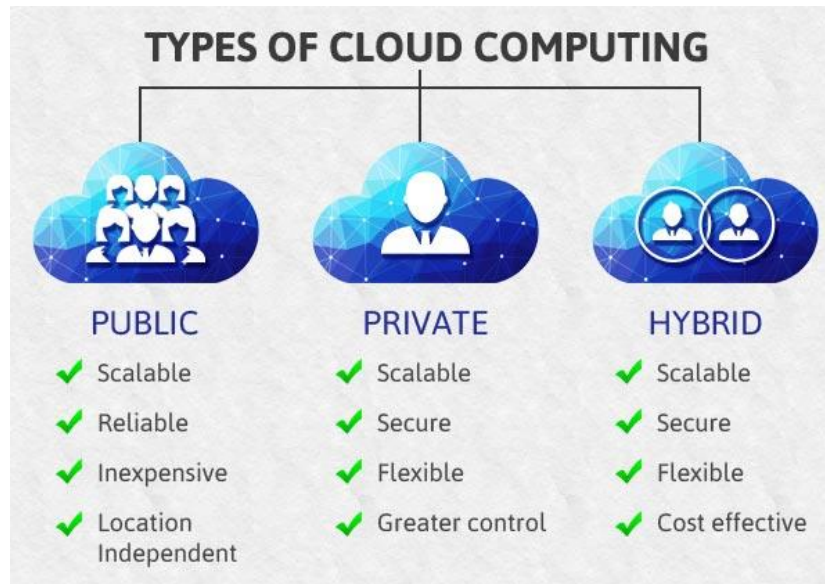 TYPES OF CLOUD COMPUTING
PUBLIC
Scalable
Reliable
Inexpensive
Location
Independent
PRIVATE
Scalable
Secure
Flexible
Greater control
HYBRID
Scalable
Secure
Flexible
Cost effective